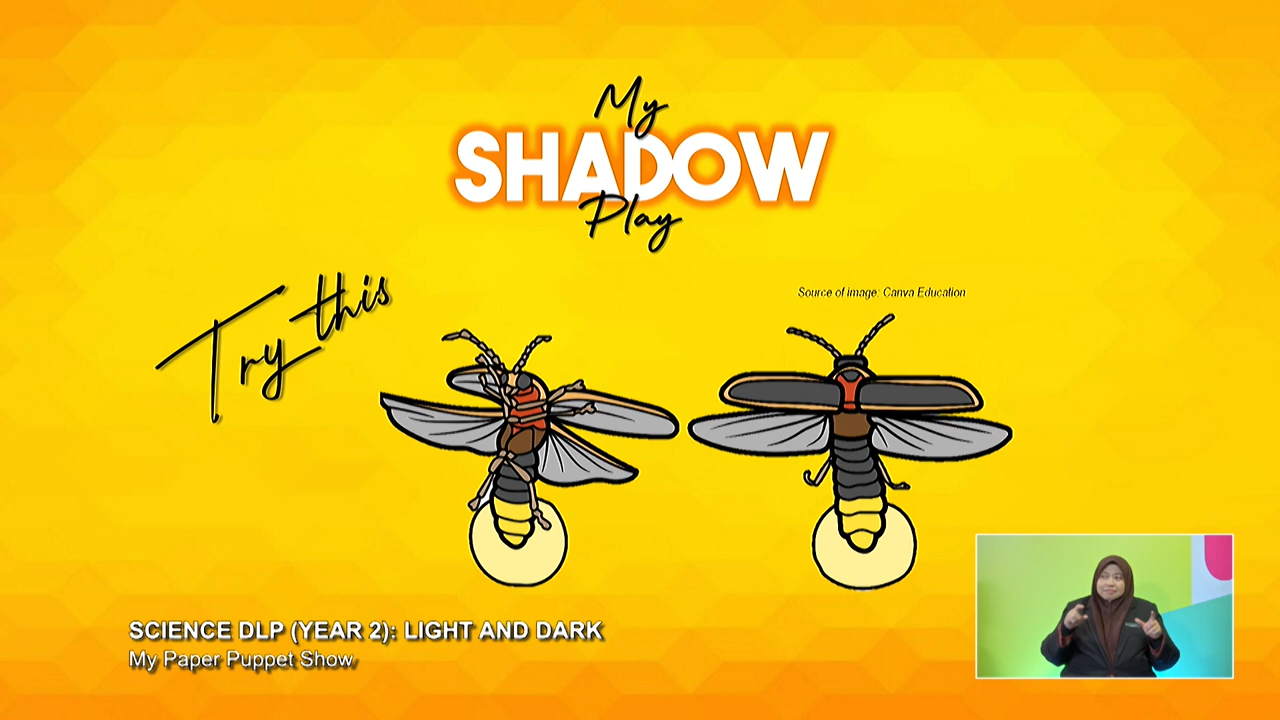 My
SHADOW
Play
Try this
Source of image: Canva Education
SCIENCE DLP (YEAR 2): LIGHT AND DARK
My Paper Puppet Show